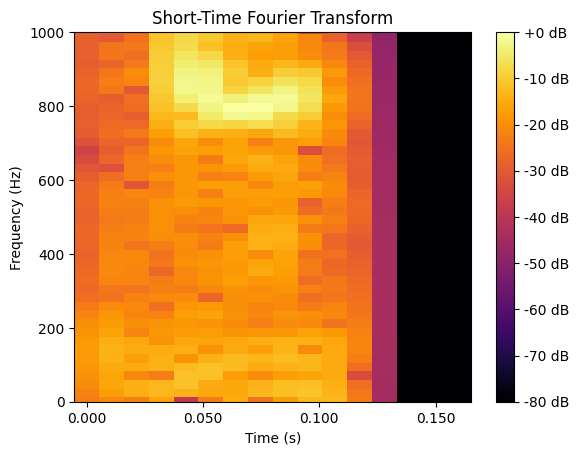 Short-Time Fourier Transform
1000
800
600
400
200
0
Frequency (Hz)
0.000
0.050
0.100
0.150
Time (s)
+0 dB
-10 dB
-20 dB
-30 dB
-40 dB
-50 dB
-60 dB
-70 dB
-80 dB